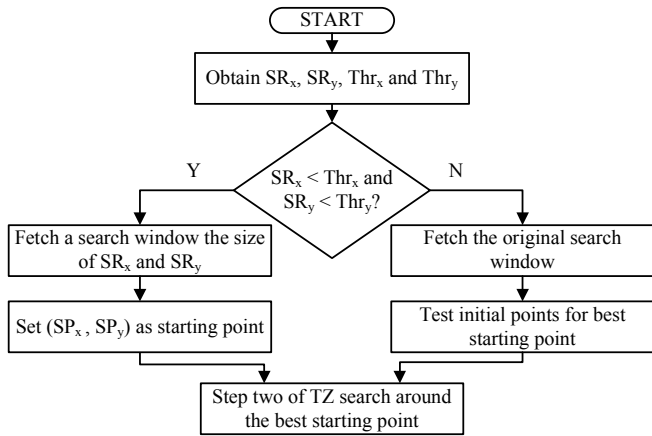 START
Obtain SRx, SRy, Thrx and Thry
Y
SRx < Thrx and
SRy < Thry?
N
Fetch a search window the size
of SRx and SRy
Fetch the original search
window
Set (SPx , SPy) as starting point
Test initial points for best
starting point
Step two of TZ search around
the best starting point